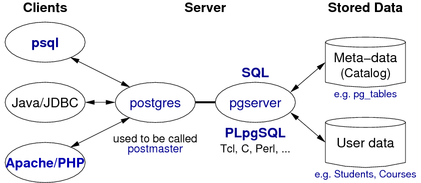 Clients
Server
Stored Data
psql
SQL
Meta-data
(Catalog)
e.g. pg_tables
Java/JDBC
postgres
pgserver
used to be called
postmaster
PLpgSQL
Tcl, C, Perl, ...
User data
Apache/PHP
e.g. Students, Courses